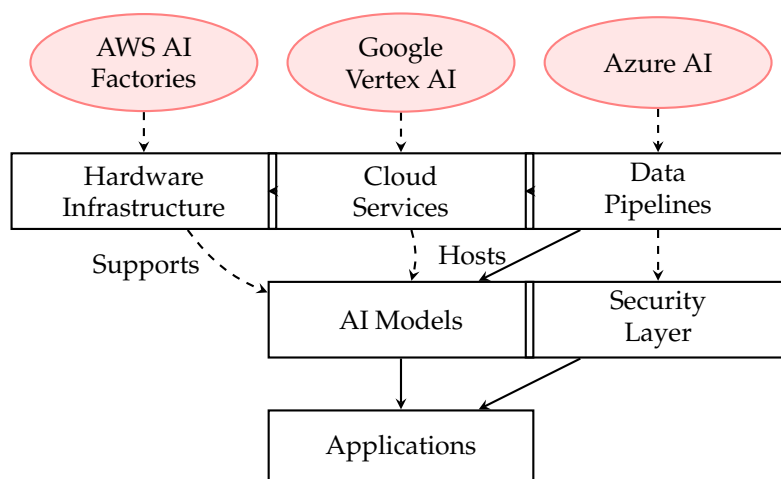 AWS AI
Factories
Google
Vertex AI
Azure AI
Hardware
Infrastructure
Cloud
Services
Data
Pipelines
Supports
Hosts
AI Models
Security
Layer
Applications